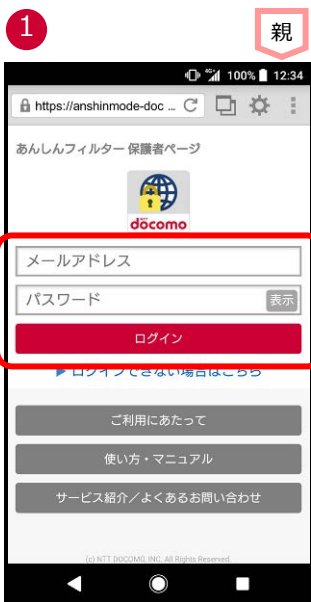 1
親
4G 100% 12:34
https://anshinmode-doc ...
あんしんフィルター 保護者ページ
NTT
döcomo
メールアドレス
パスワード
表示
ログイン
▶ ログインできない場合はこちら
ご利用にあたって
使い方・マニュアル
サービス紹介／よくあるお問い合わせ
(c) NTT DOCOMO, INC. All Rights Reserved.